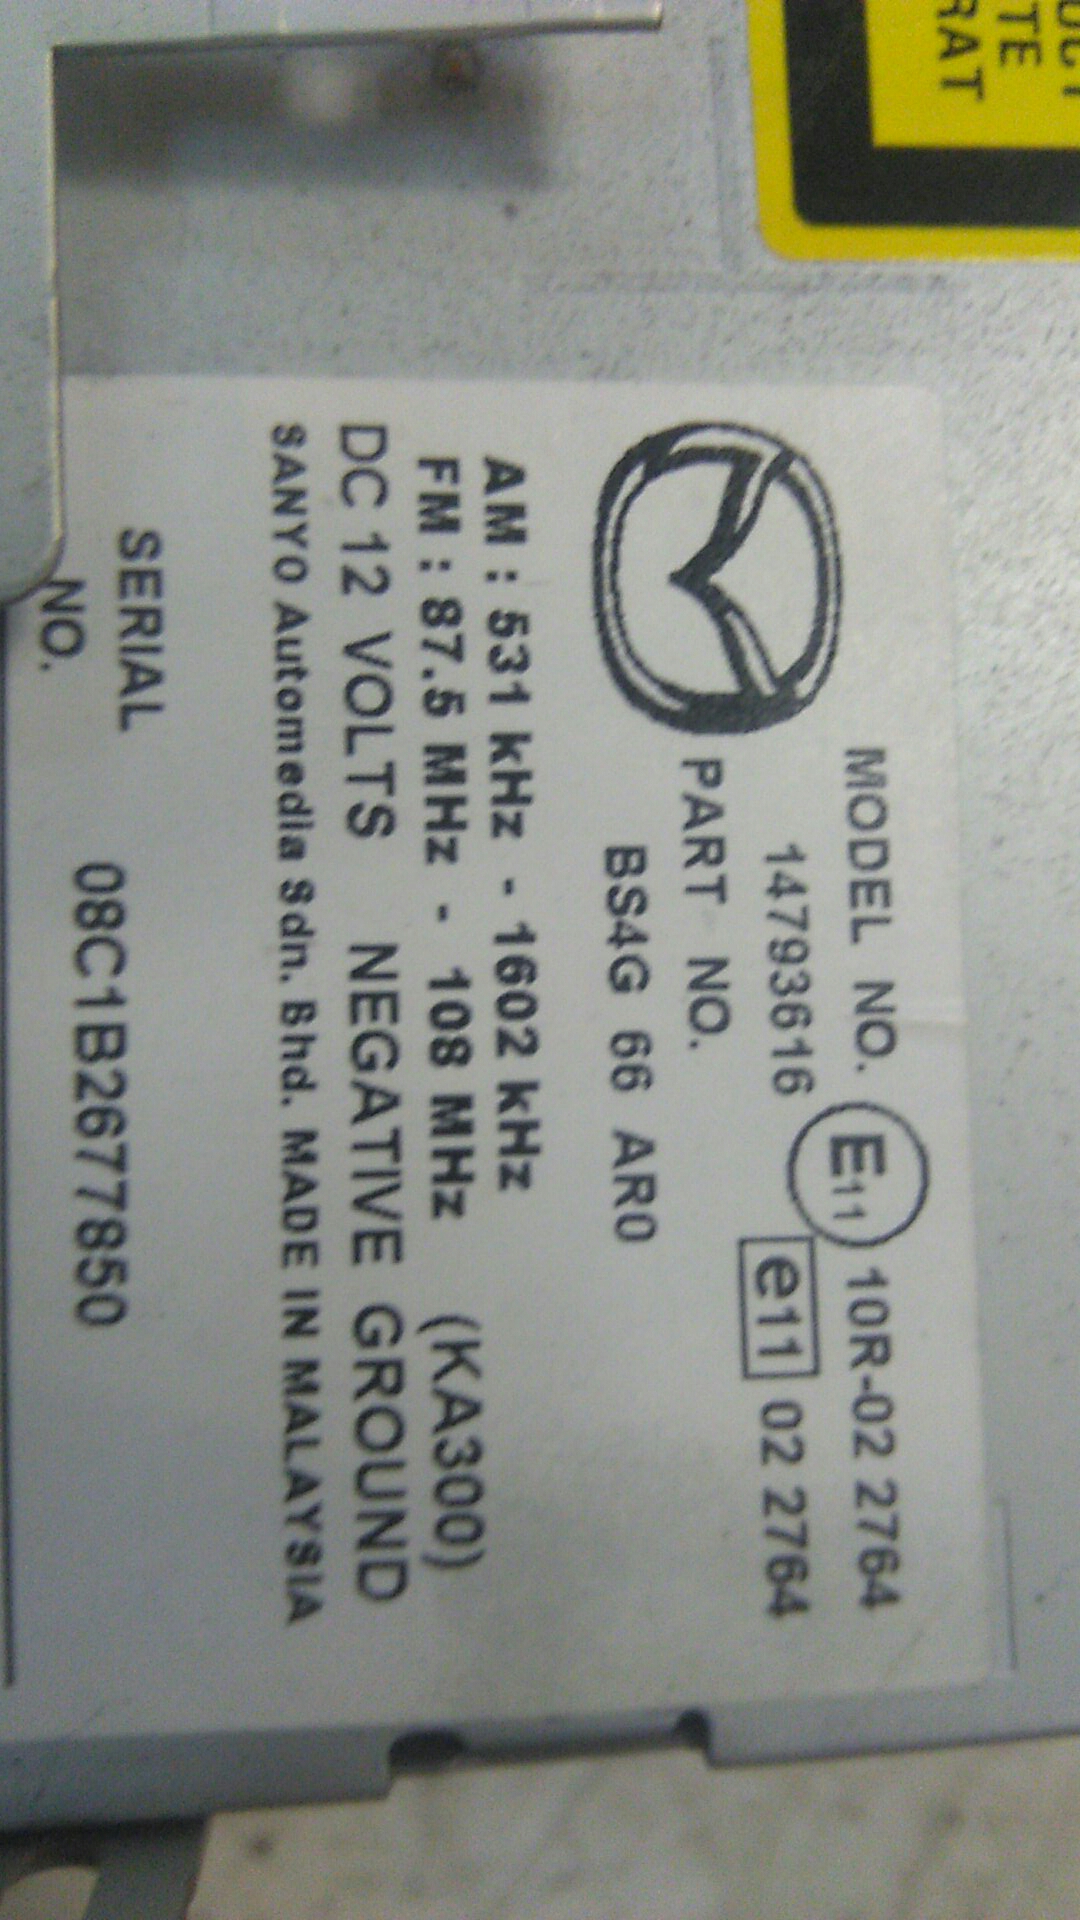 MODEL NO. E11 10R-02 2764
14793616 e11 02 2764
PART NO.
BS4G 66 AR0
AM : 531 kHz - 1602 kHz
FM : 87.5 MHz - 108 MHz (KA300)
DC 12 VOLTS NEGATIVE GROUND
SANYO Automedia Sdn. Bhd. MADE IN MALAYSIA
SERIAL
NO.
08C1B2677850
TE
RAT